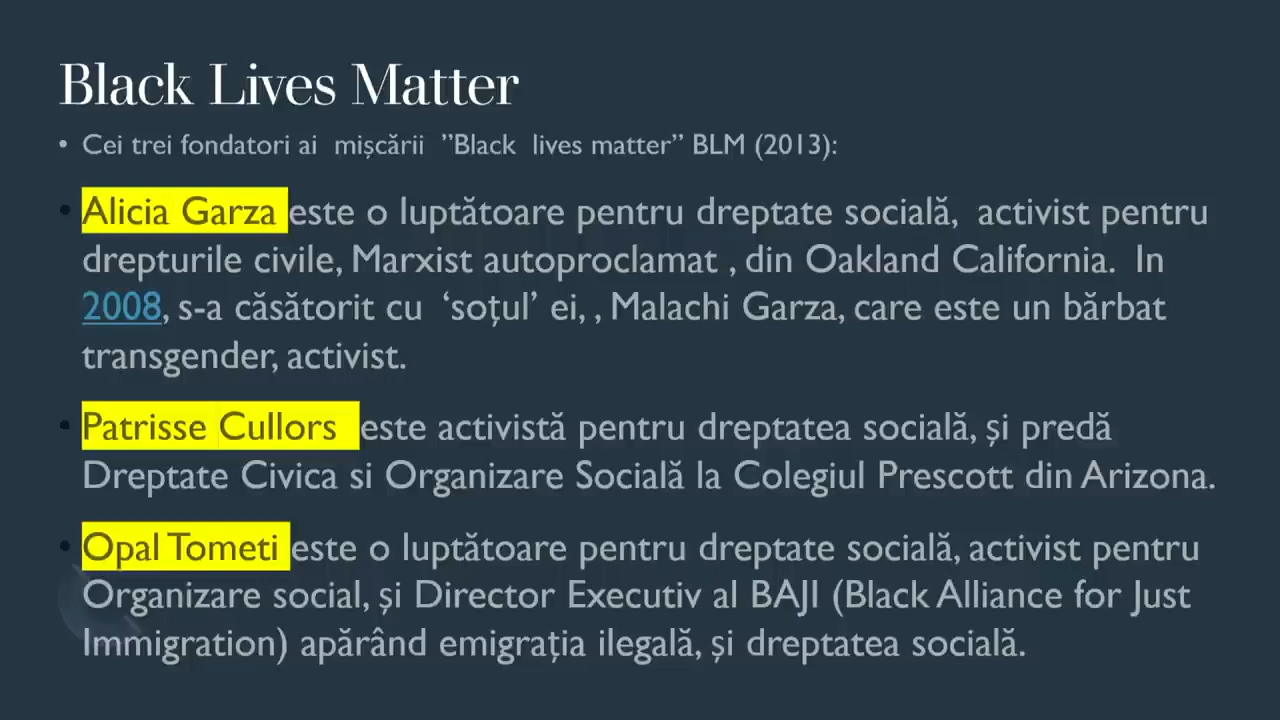 Black Lives Matter
• Cei trei fondatori ai mișcării ”Black lives matter” BLM (2013):
• Alicia Garza este o luptătoare pentru dreptate socială, activist pentru
drepturile civile, Marxist autoproclamat , din Oakland California. In
2008, s-a căsătorit cu ‘soțul’ ei, , Malachi Garza, care este un bărbat
transgender, activist.
• Patrisse Cullors este activistă pentru dreptatea socială, și predă
Dreptate Civica si Organizare Socială la Colegiul Prescott din Arizona.
• Opal Tometi este o luptătoare pentru dreptate socială, activist pentru
Organizare social, și Director Executiv al BAJI (Black Alliance for Just
Immigration) apărând emigrația ilegală, și dreptatea socială.